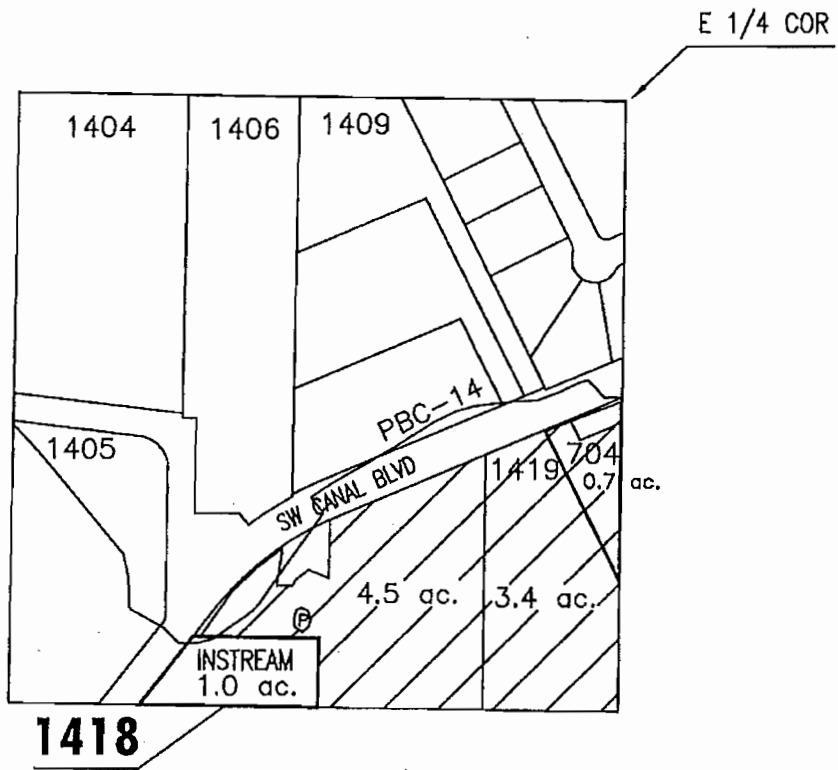 E 1/4 COR
1404
1406
1409
1405
PBC-14
SW CANAL BLVD
1419
704
0.7 ac.
4.5 ac.
3.4 ac.
P
INSTREAM
1.0 ac.
1418